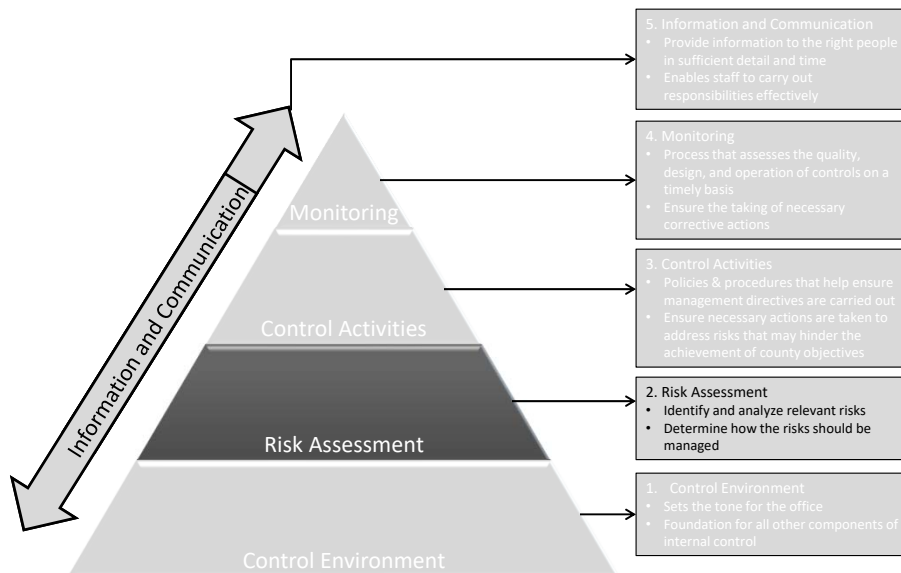 5. Information and Communication
• Provide information to the right people
in sufficient detail and time
• Enables staff to carry out
responsibilities effectively
4. Monitoring
• Process that assesses the quality,
design, and operation of controls on a
timely basis
• Ensure the taking of necessary
corrective actions
3. Control Activities
• Policies & procedures that help ensure
management directives are carried out
• Ensure necessary actions are taken to
address risks that may hinder the
achievement of county objectives
2. Risk Assessment
• Identify and analyze relevant risks
• Determine how the risks should be
managed
1. Control Environment
• Sets the tone for the office
• Foundation for all other components of
internal control
Information and Communication
Monitoring
Control Activities
Risk Assessment
Control Environment